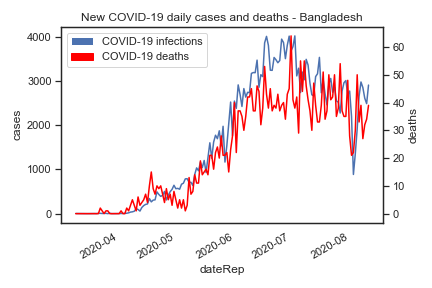 New COVID-19 daily cases and deaths - Bangladesh
COVID-19 infections
COVID-19 deaths
4000
3000
2000
1000
0
cases
60
50
40
30
20
10
0
deaths
2020-04
2020-05
2020-06
2020-07
2020-08
dateRep